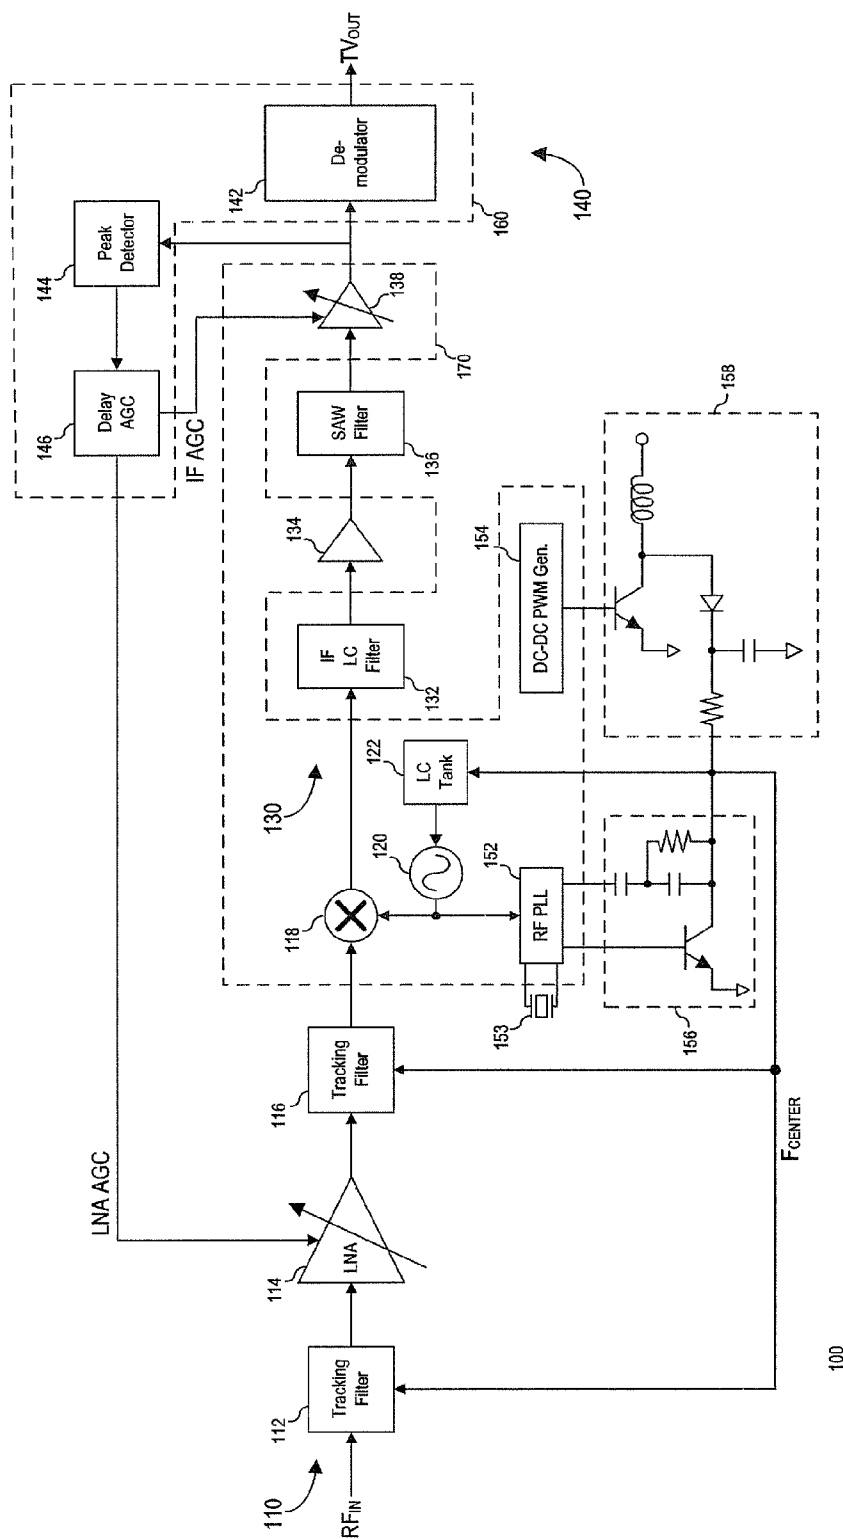 110
RF_IN
112
Tracking
Filter
114
LNA
LNA AGC
116
Tracking
Filter
118
130
120
122
LC
Tank
132
IF
LC
Filter
134
136
SAW
Filter
138
170
IF AGC
146
Delay
AGC
144
Peak
Detector
142
De-
modulator
TV_OUT
160
140
152
RF PLL
153
154
DC-DC PWM Gen.
156
158
F_CENTER
100